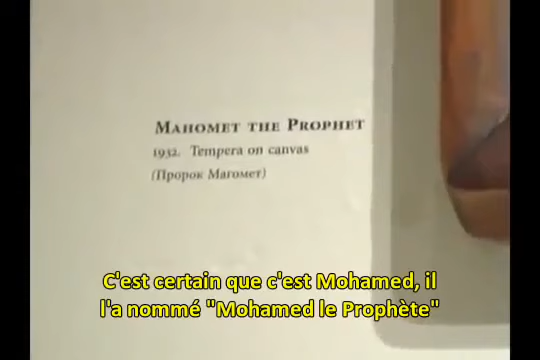 MAHOMET THE PROPHET
1932. Tempera on canvas
(Пророк Магомет)
C'est certain que c'est Mohamed, il
l'a nommé "Mohamed le Prophète"